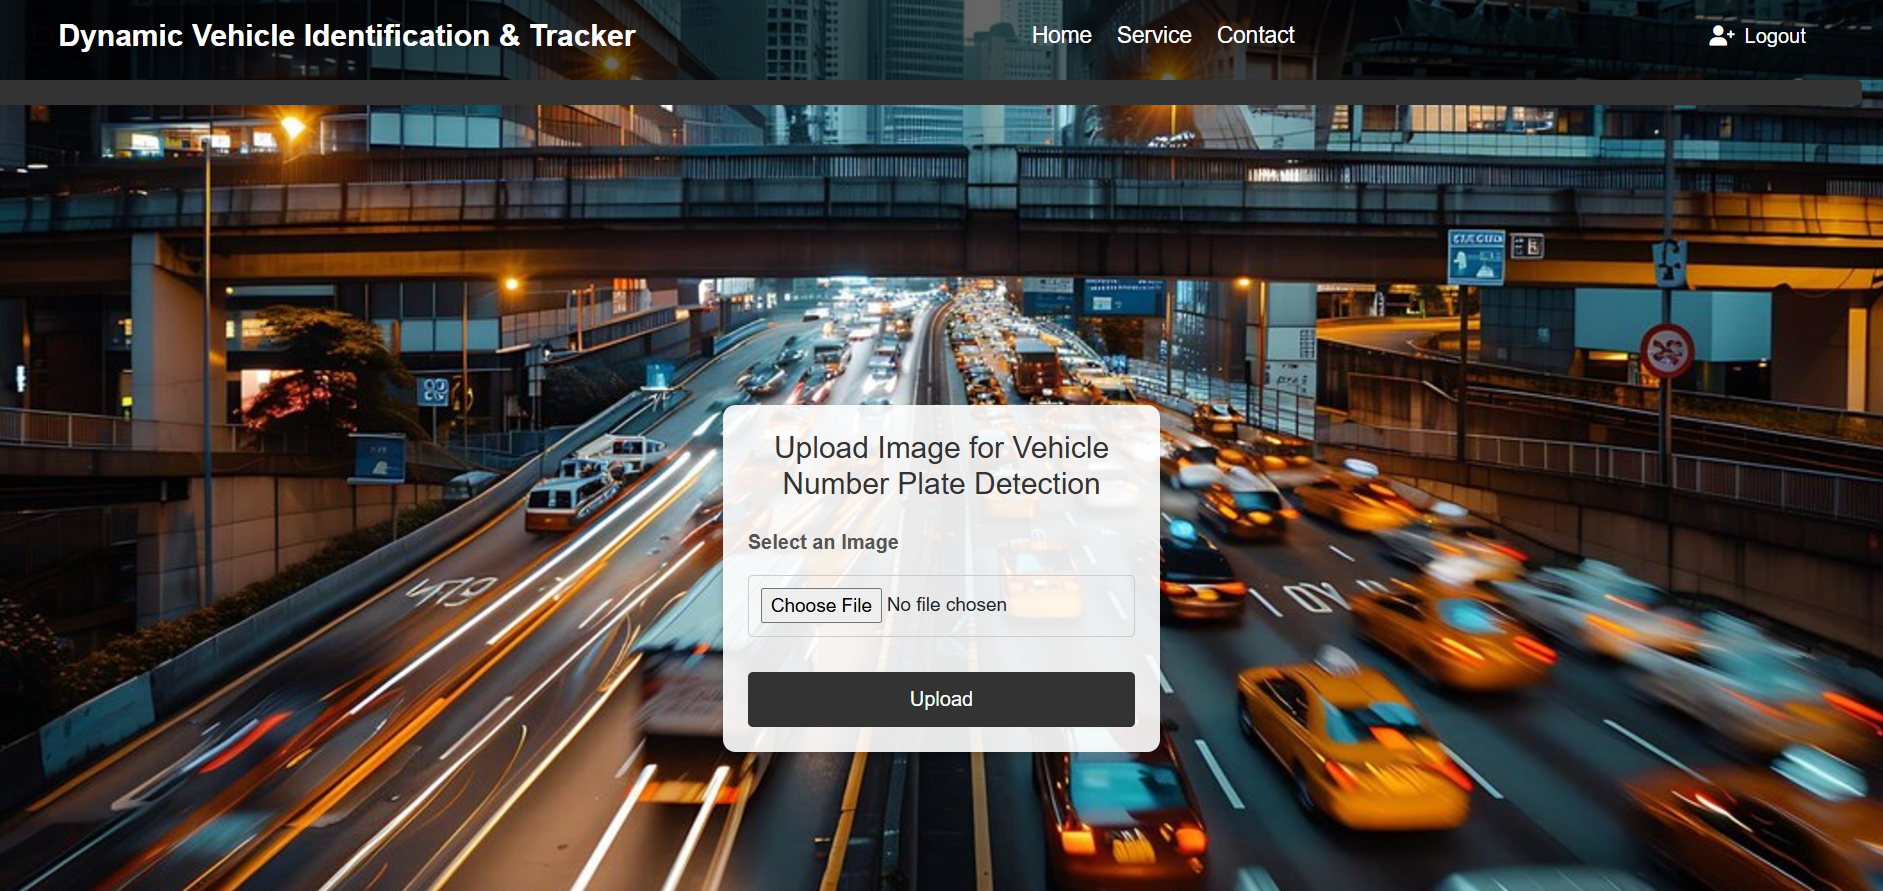 Dynamic Vehicle Identification & Tracker
Home Service Contact
Logout
Upload Image for Vehicle
Number Plate Detection
Select an Image
Choose File No file chosen
Upload